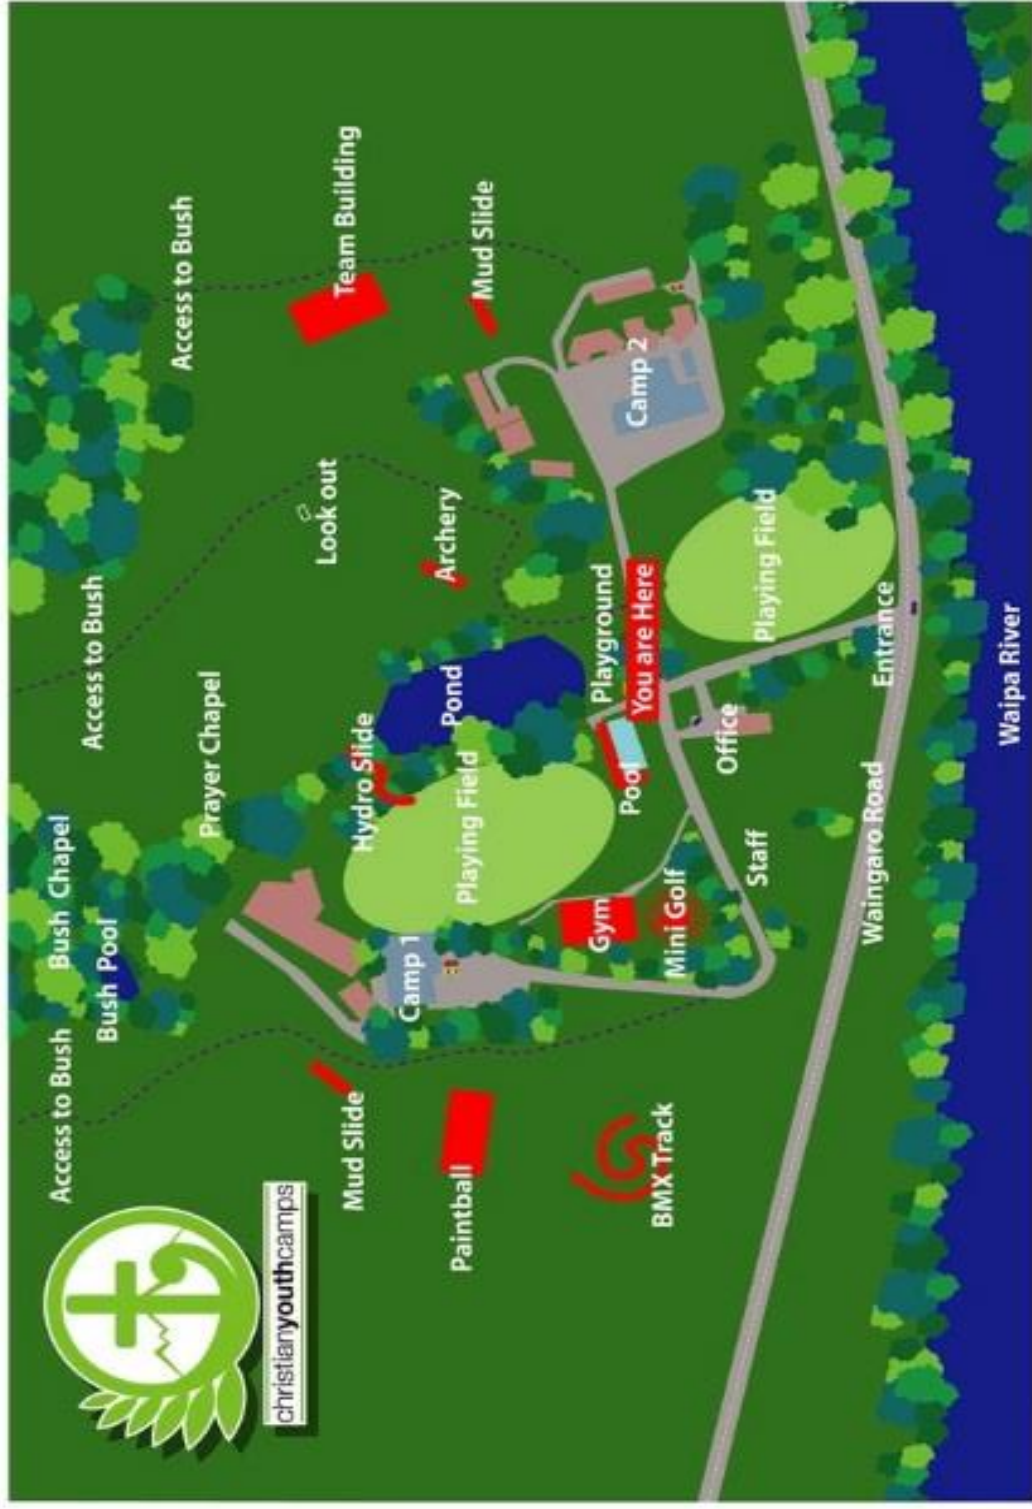 Access to Bush
Bush Chapel
Bush Pool
Access to Bush
Access to Bush
Prayer Chapel
Look out
Team Building
christianyouthcamps
Mud Slide
Hydro Slide
Camp 1
Playing Field
Pond
Archery
Mud Slide
Paintball
Gym
Pool
Playground
You are Here
Camp 2
BMX Track
Mini Golf
Staff
Office
Playing Field
Waingaro Road
Entrance
Waipa River